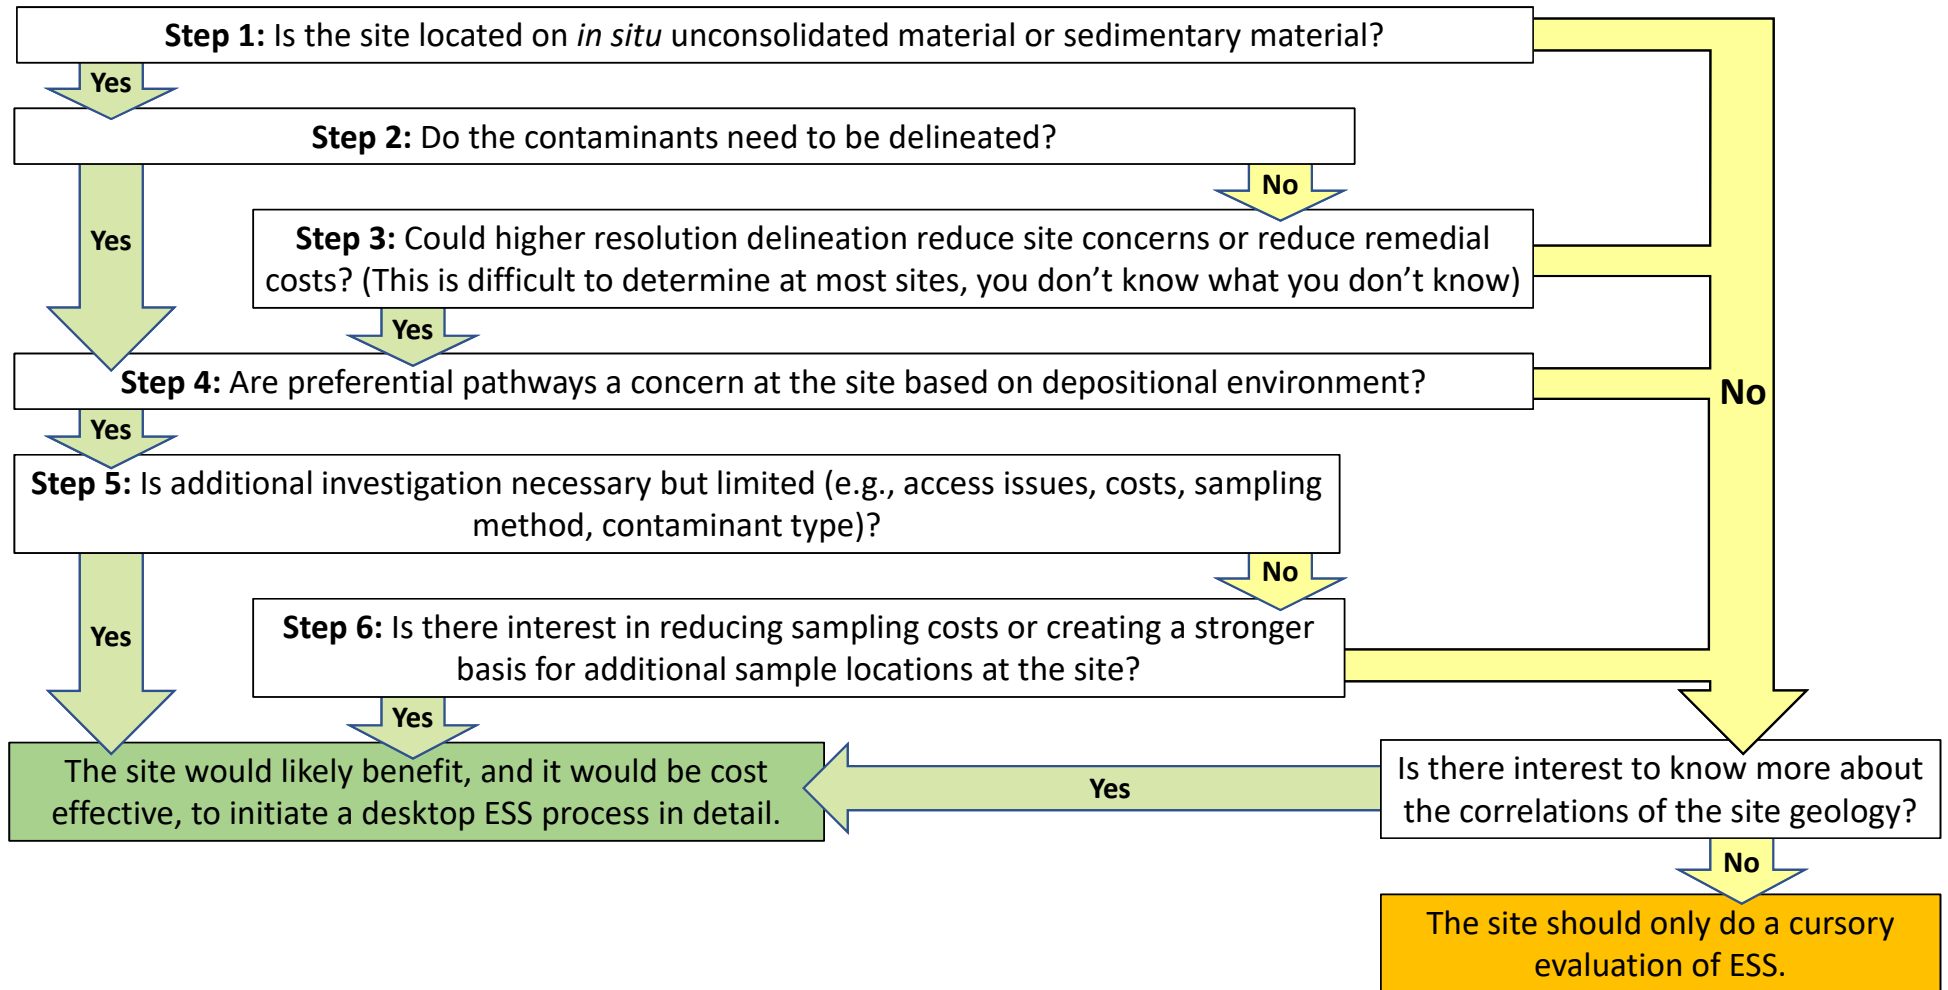 Step 1: Is the site located on in situ unconsolidated material or sedimentary material?
Yes
Step 2: Do the contaminants need to be delineated?
No
Yes
Step 3: Could higher resolution delineation reduce site concerns or reduce remedial
costs? (This is difficult to determine at most sites, you don’t know what you don’t know)
Yes
Step 4: Are preferential pathways a concern at the site based on depositional environment?
No
Yes
Step 5: Is additional investigation necessary but limited (e.g., access issues, costs, sampling
method, contaminant type)?
No
Yes
Step 6: Is there interest in reducing sampling costs or creating a stronger
basis for additional sample locations at the site?
Yes
The site would likely benefit, and it would be cost
effective, to initiate a desktop ESS process in detail.
Yes
Is there interest to know more about
the correlations of the site geology?
No
The site should only do a cursory
evaluation of ESS.